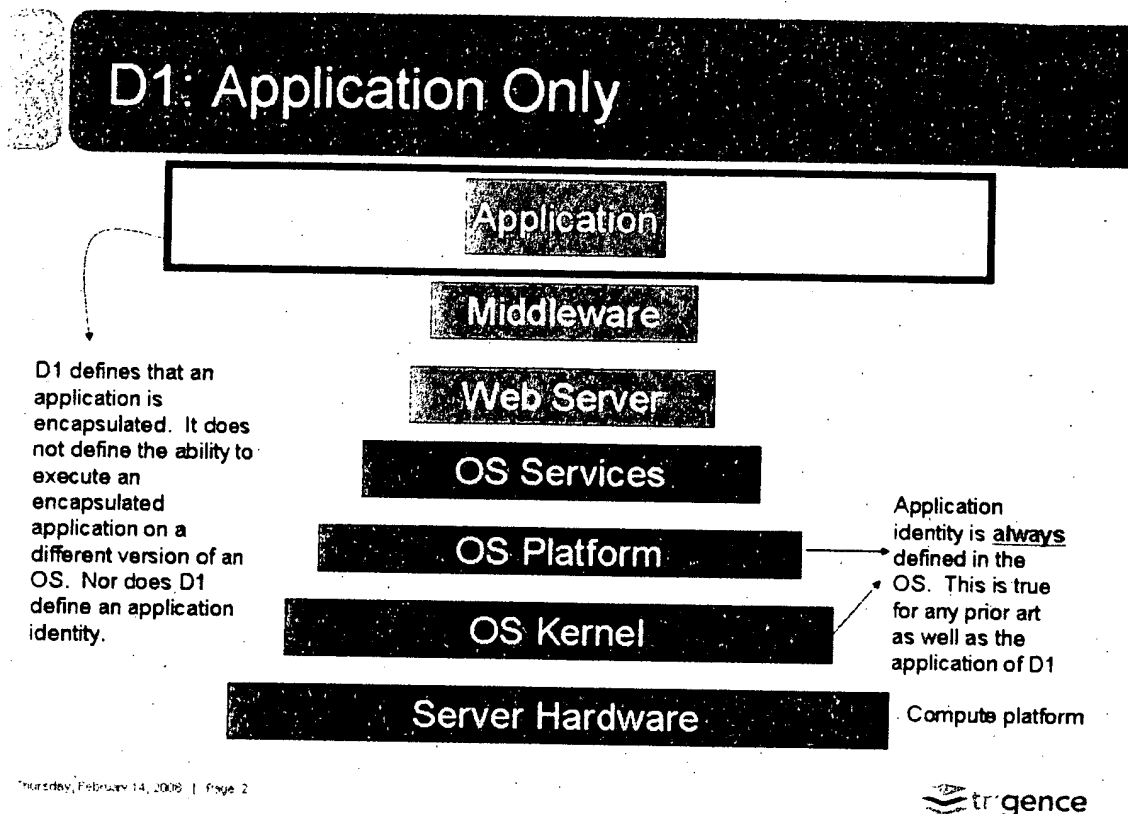 D1: Application Only
Application
Middleware
Web Server
OS Services
OS Platform
OS Kernel
Server Hardware
D1 defines that an
application is
encapsulated. It does
not define the ability to
execute an
encapsulated
application on a
different version of an
OS. Nor does D1
define an application
identity.
Application
identity is always
defined in the
OS. This is true
for any prior art
as well as the
application of D1
Compute platform
Thursday, February 14, 2008 | Page 2
trigence